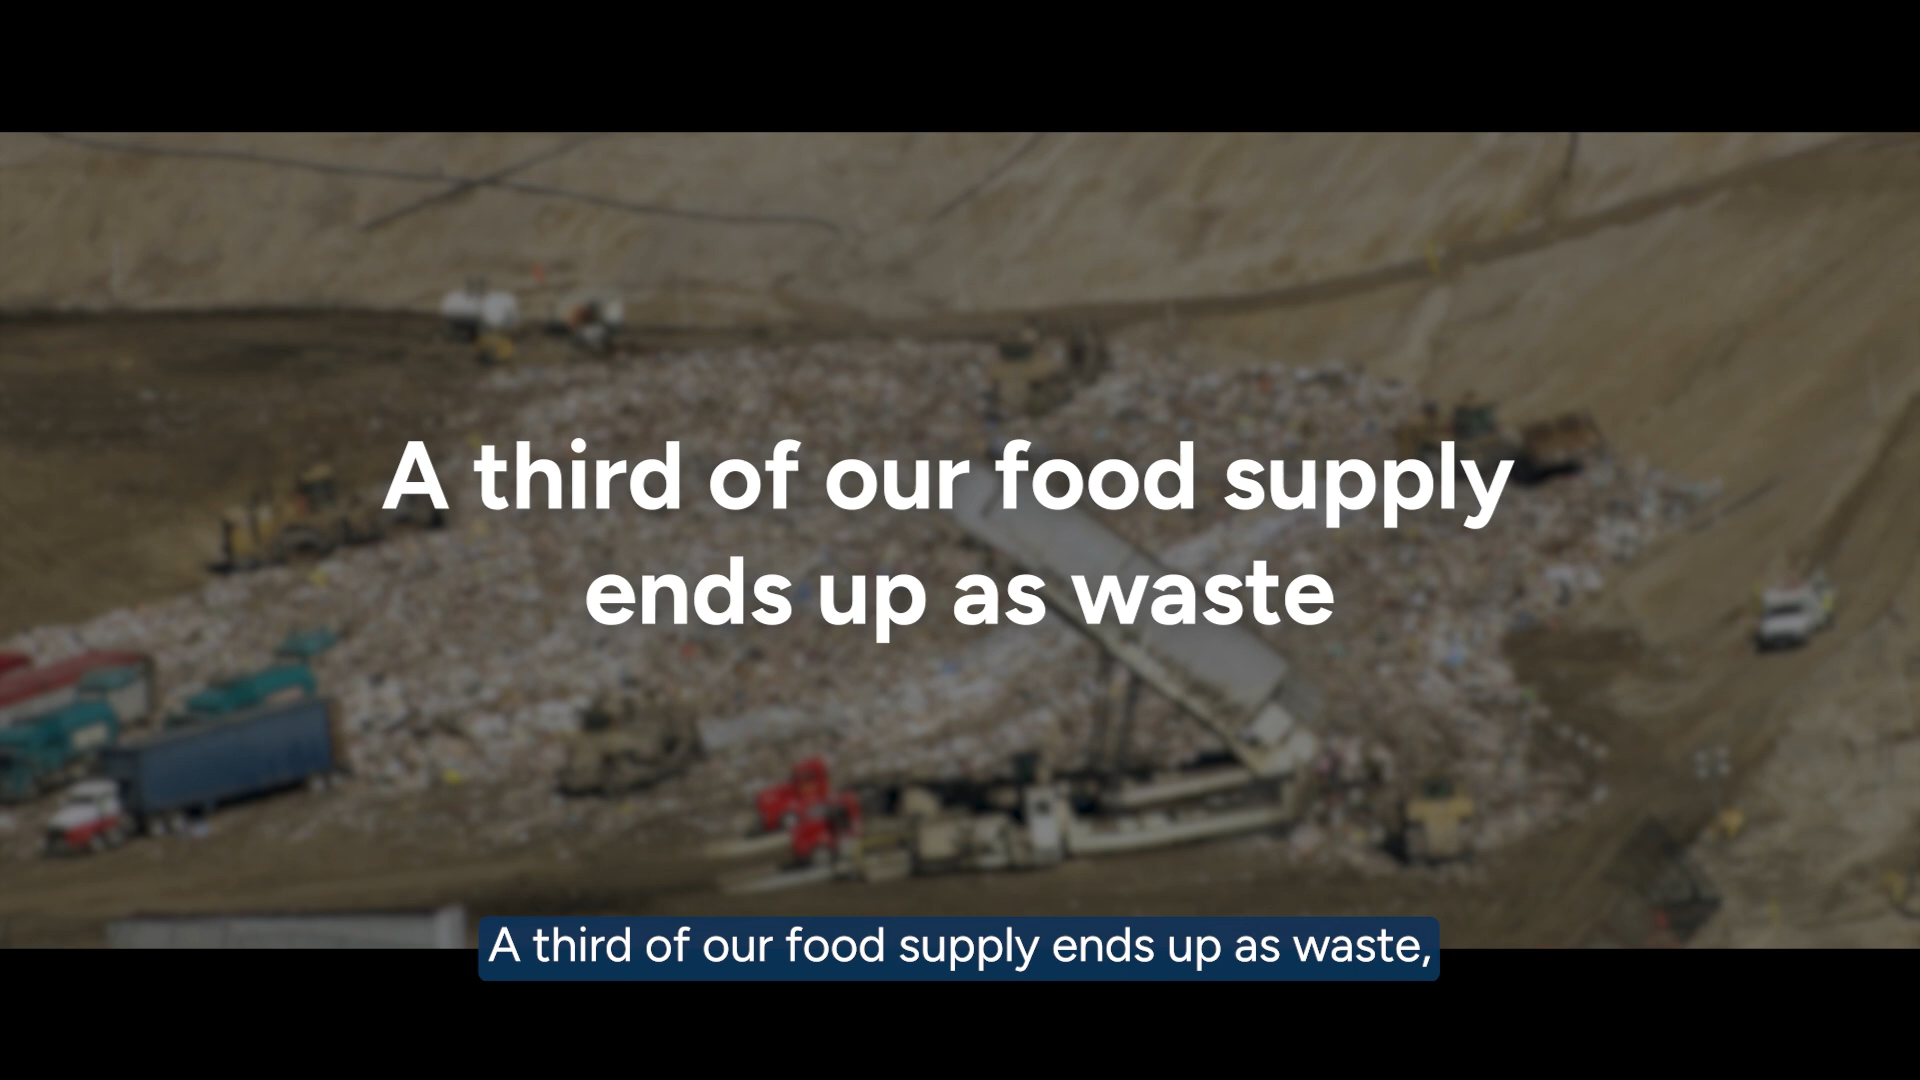 A third of our food supply
ends up as waste
A third of our food supply ends up as waste,